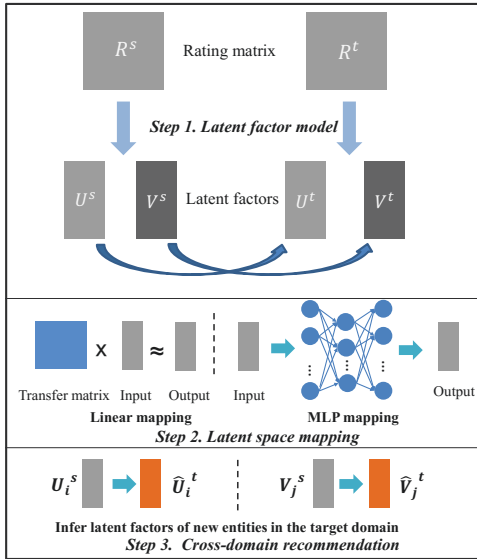 R^s Rating matrix R^t
Step 1. Latent factor model
U^s V^s Latent factors U^t V^t
X ≈
Transfer matrix Input Output Input Output
Linear mapping MLP mapping
Step 2. Latent space mapping
U_i^s Û_i^t V_j^s V̂_j^t
Infer latent factors of new entities in the target domain
Step 3. Cross-domain recommendation